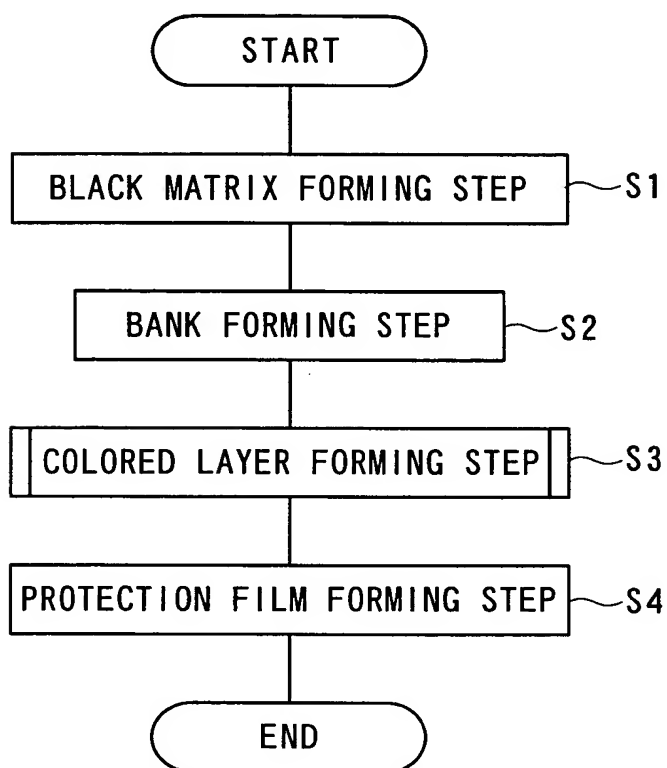 START
BLACK MATRIX FORMING STEP S1
BANK FORMING STEP S2
COLORED LAYER FORMING STEP S3
PROTECTION FILM FORMING STEP S4
END